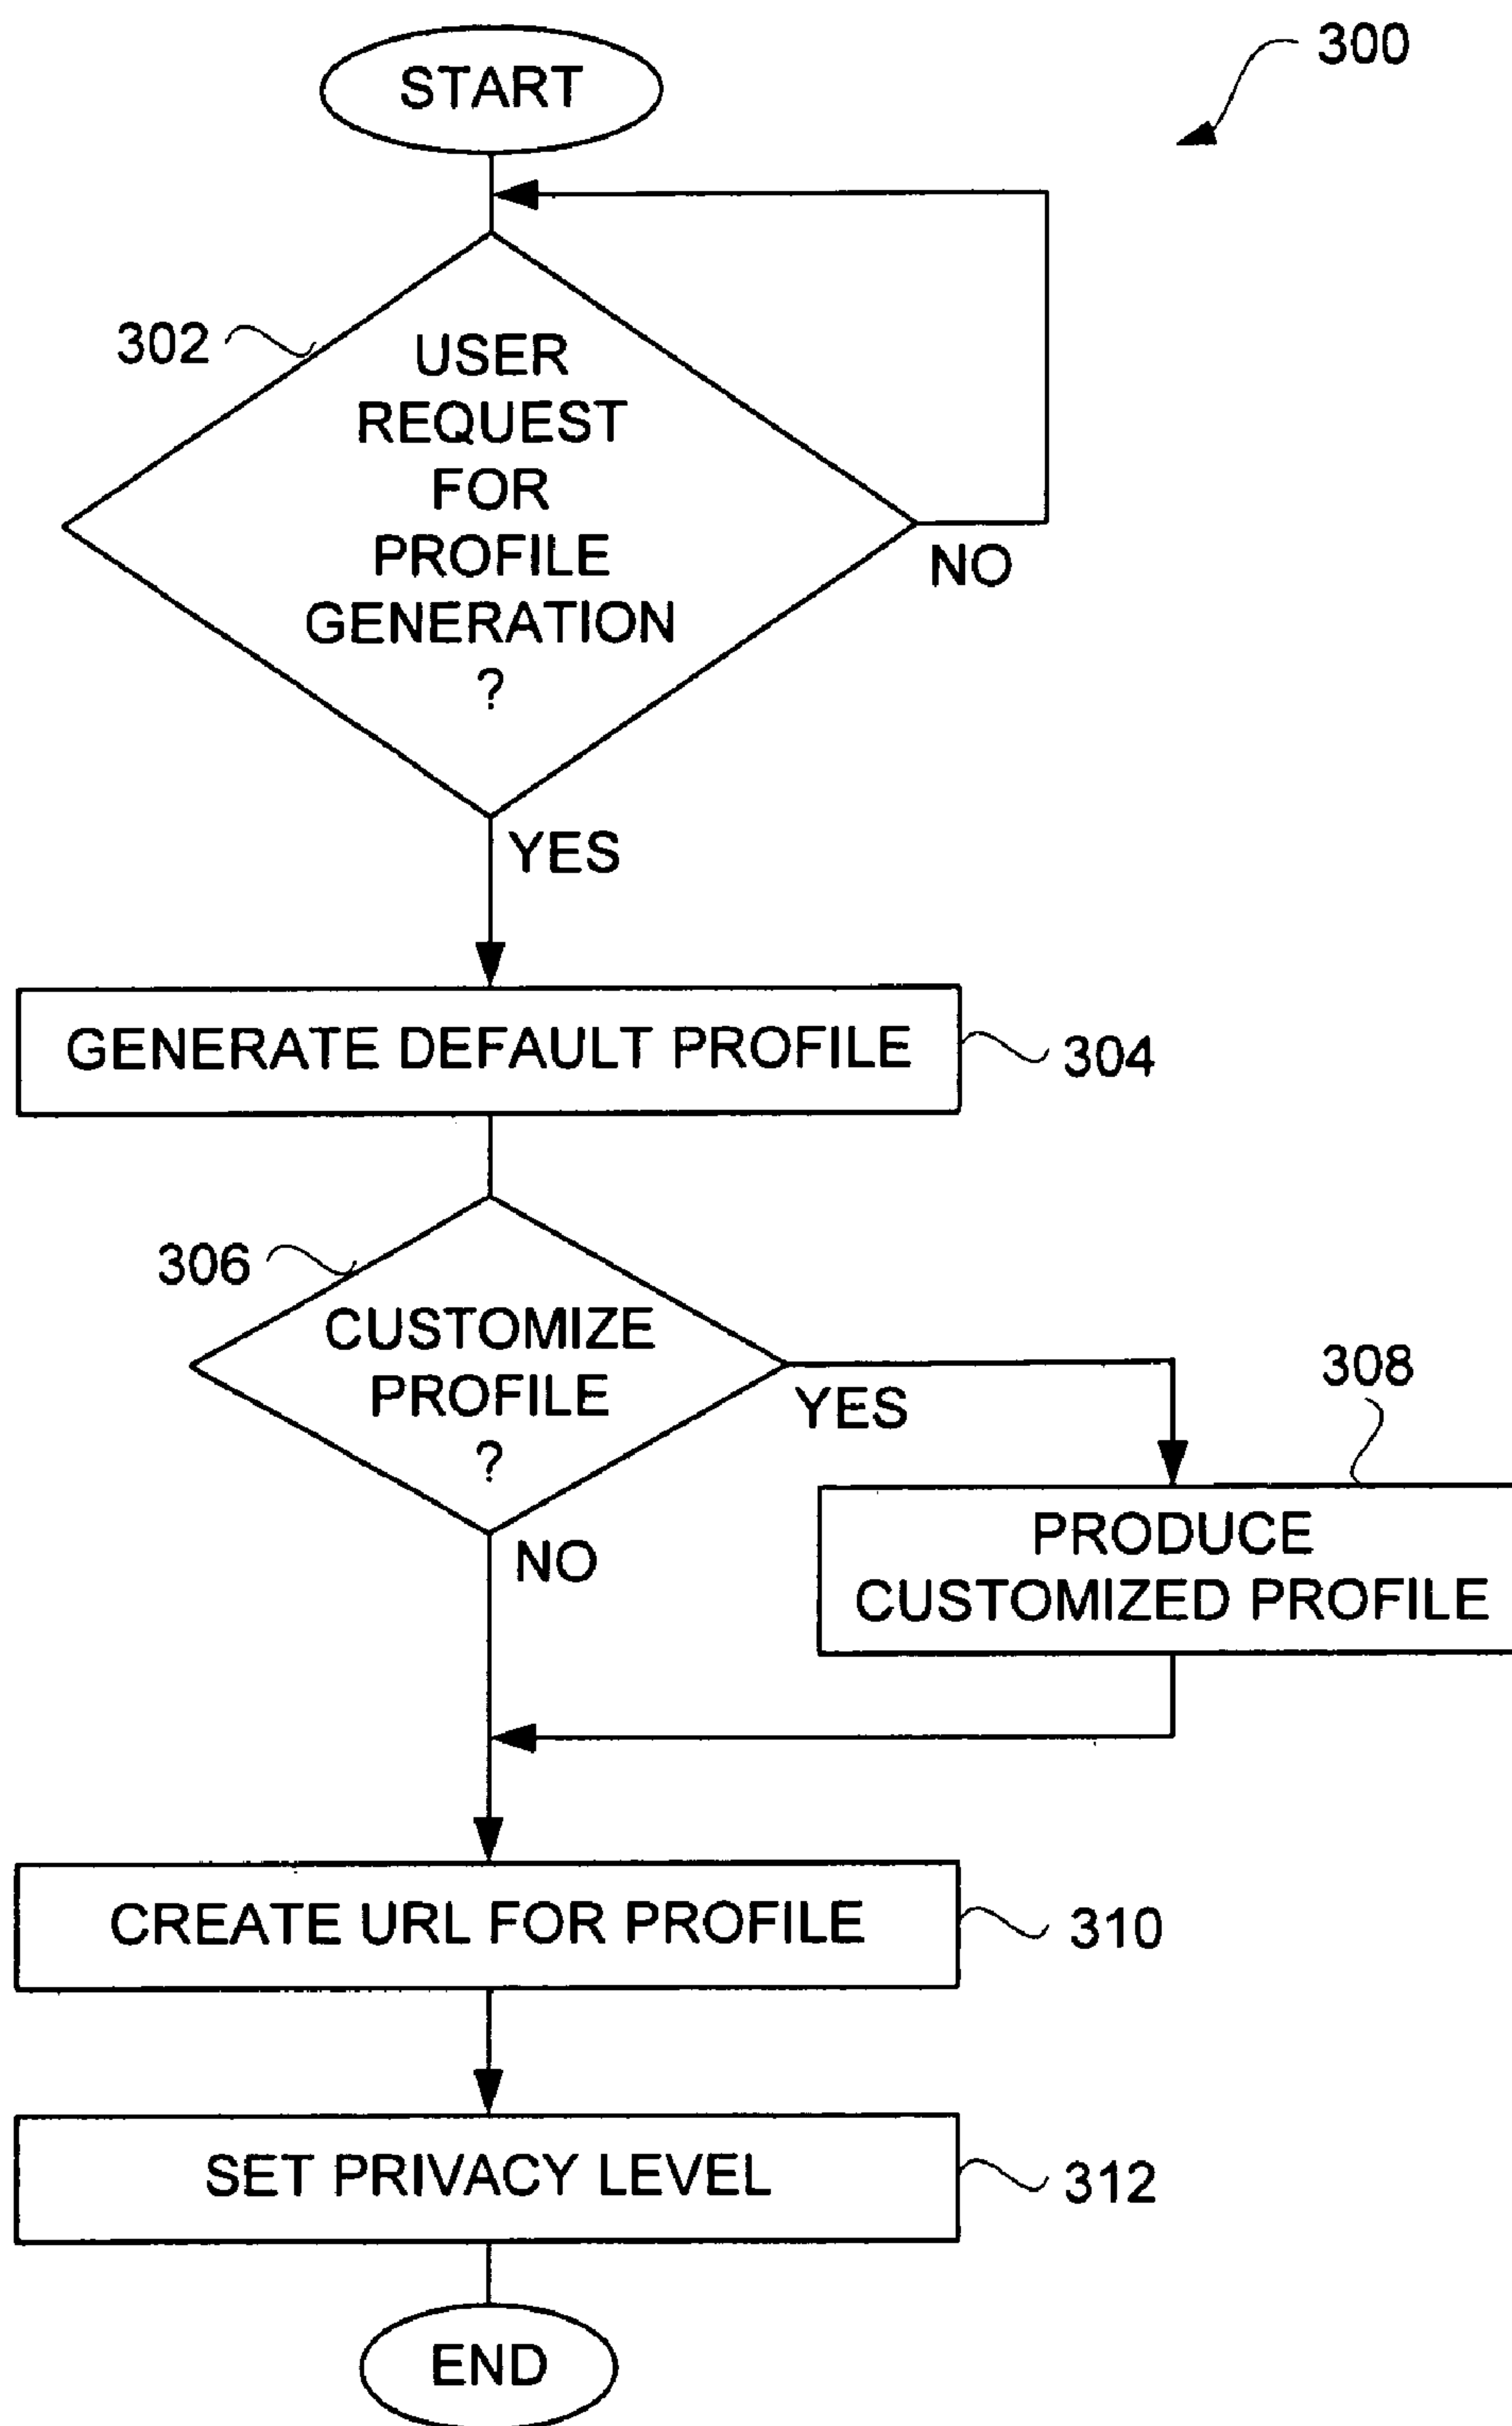 300
START
302
USER
REQUEST
FOR
PROFILE
GENERATION
?
NO
YES
GENERATE DEFAULT PROFILE
304
306
CUSTOMIZE
PROFILE
?
YES
NO
308
PRODUCE
CUSTOMIZED PROFILE
CREATE URL FOR PROFILE
310
SET PRIVACY LEVEL
312
END